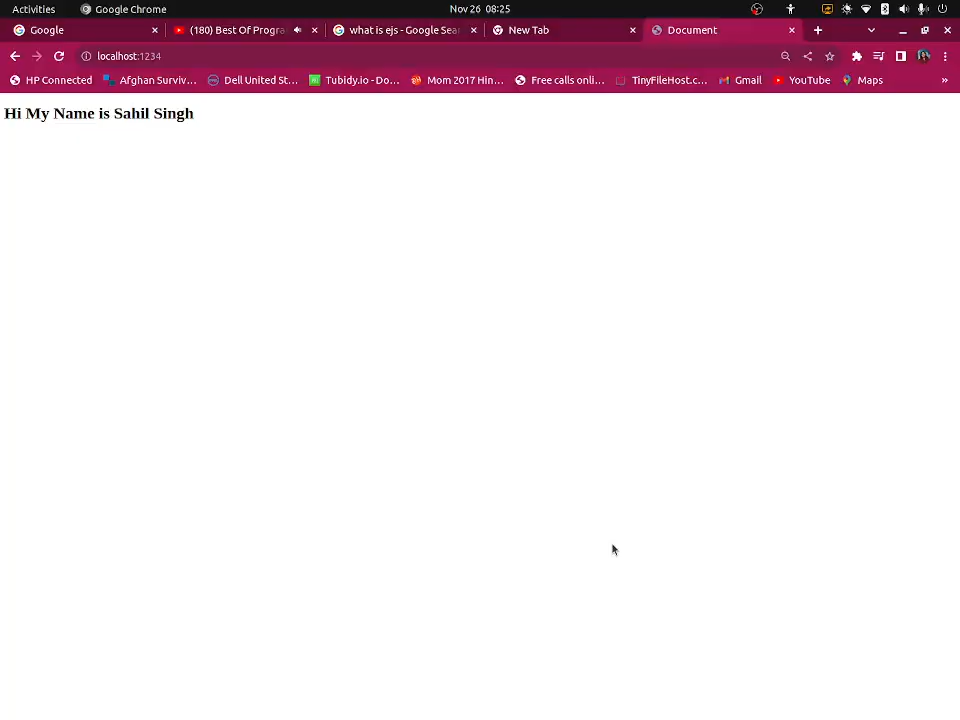 Activities Google Chrome Nov 26 08:25
Google (180) Best Of Progra what is ejs - Google Sear New Tab Document
localhost:1234
HP Connected Afghan Surviv... Dell United St... Tubidy.io - Do... Mom 2017 Hin... Free calls onli... TinyFileHost.c... Gmail YouTube Maps »
Hi My Name is Sahil Singh